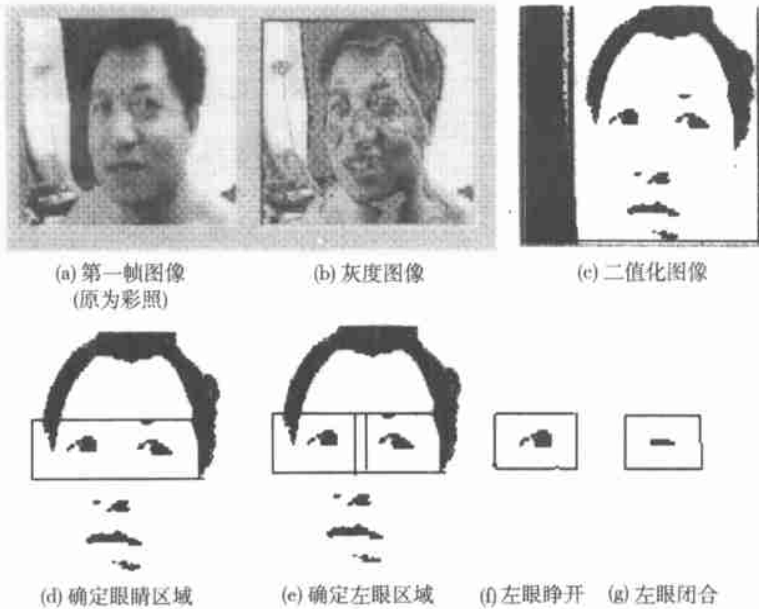 (a) 第一帧图像
(原为彩照)
(b) 灰度图像
(c) 二值化图像
(d) 确定眼睛区域
(e) 确定左眼区域
(f) 左眼睁开
(g) 左眼闭合